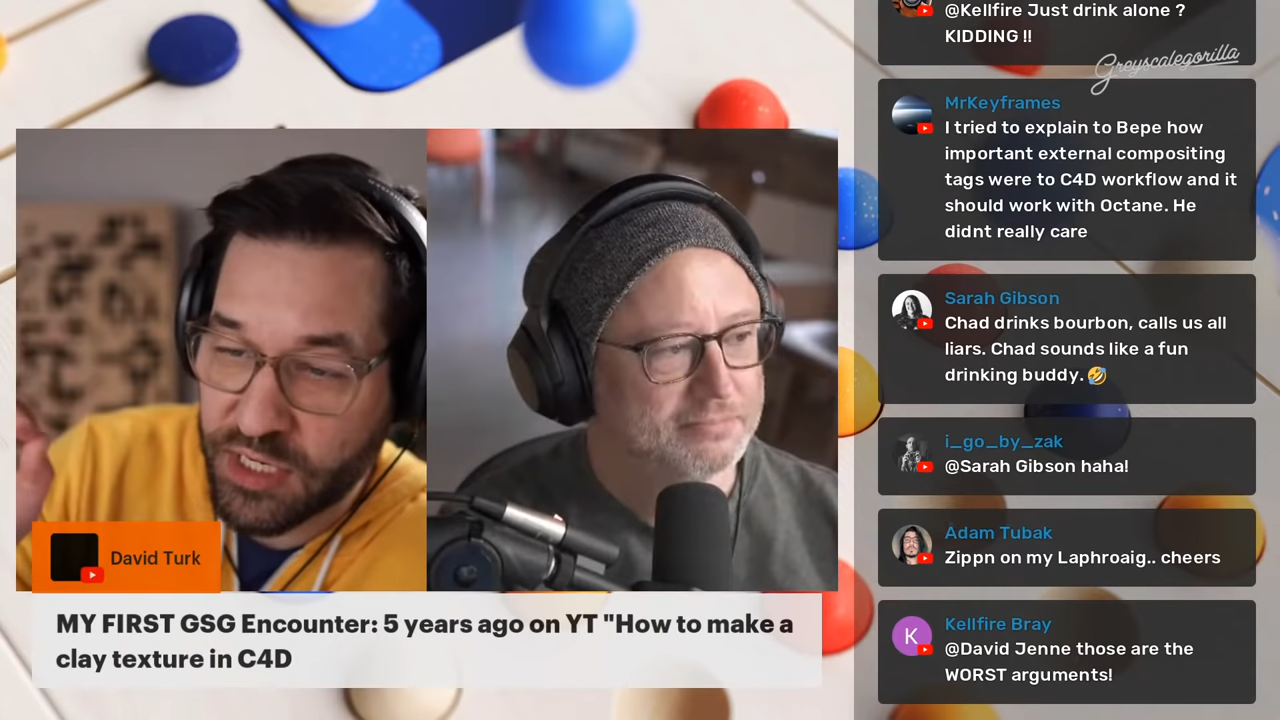 @Kellfire Just drink alone ?
KIDDING !!
Greyscalegorilla
MrKeyframes
I tried to explain to Bepe how
important external compositing
tags were to C4D workflow and it
should work with Octane. He
didnt really care
Sarah Gibson
Chad drinks bourbon, calls us all
liars. Chad sounds like a fun
drinking buddy. 🤣
i_go_by_zak
@Sarah Gibson haha!
Adam Tubak
Zippn on my Laphroaig.. cheers
K
Kellfire Bray
@David Jenne those are the
WORST arguments!
David Turk
MY FIRST GSG Encounter: 5 years ago on YT "How to make a
clay texture in C4D